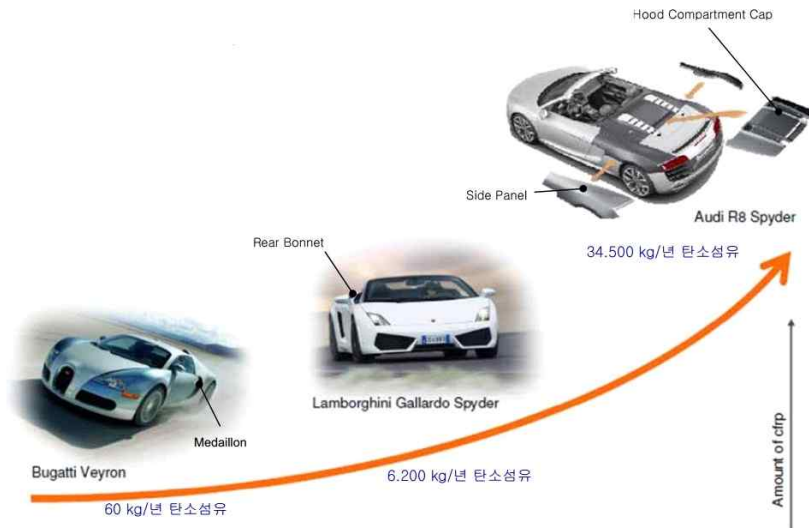 Hood Compartment Cap
Side Panel
Audi R8 Spyder
34.500 kg/년 탄소섬유
Rear Bonnet
Lamborghini Gallardo Spyder
6.200 kg/년 탄소섬유
Medaillon
Bugatti Veyron
60 kg/년 탄소섬유
Amount of cfrp